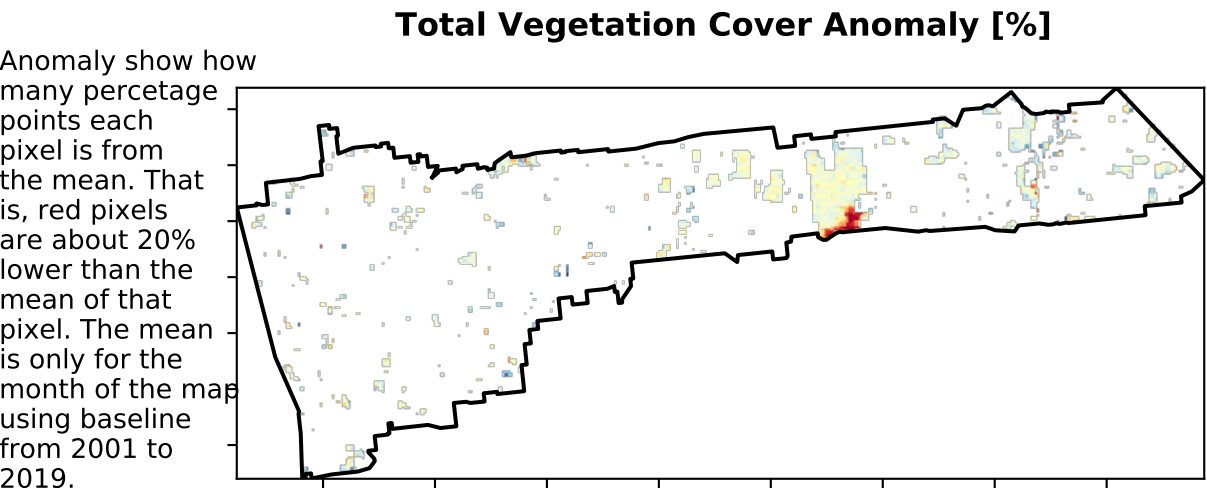 Total Vegetation Cover Anomaly [%]
Anomaly show how
many percetage
points each
pixel is from
the mean. That
is, red pixels
are about 20%
lower than the
mean of that
pixel. The mean
is only for the
month of the map
using baseline
from 2001 to
2019.